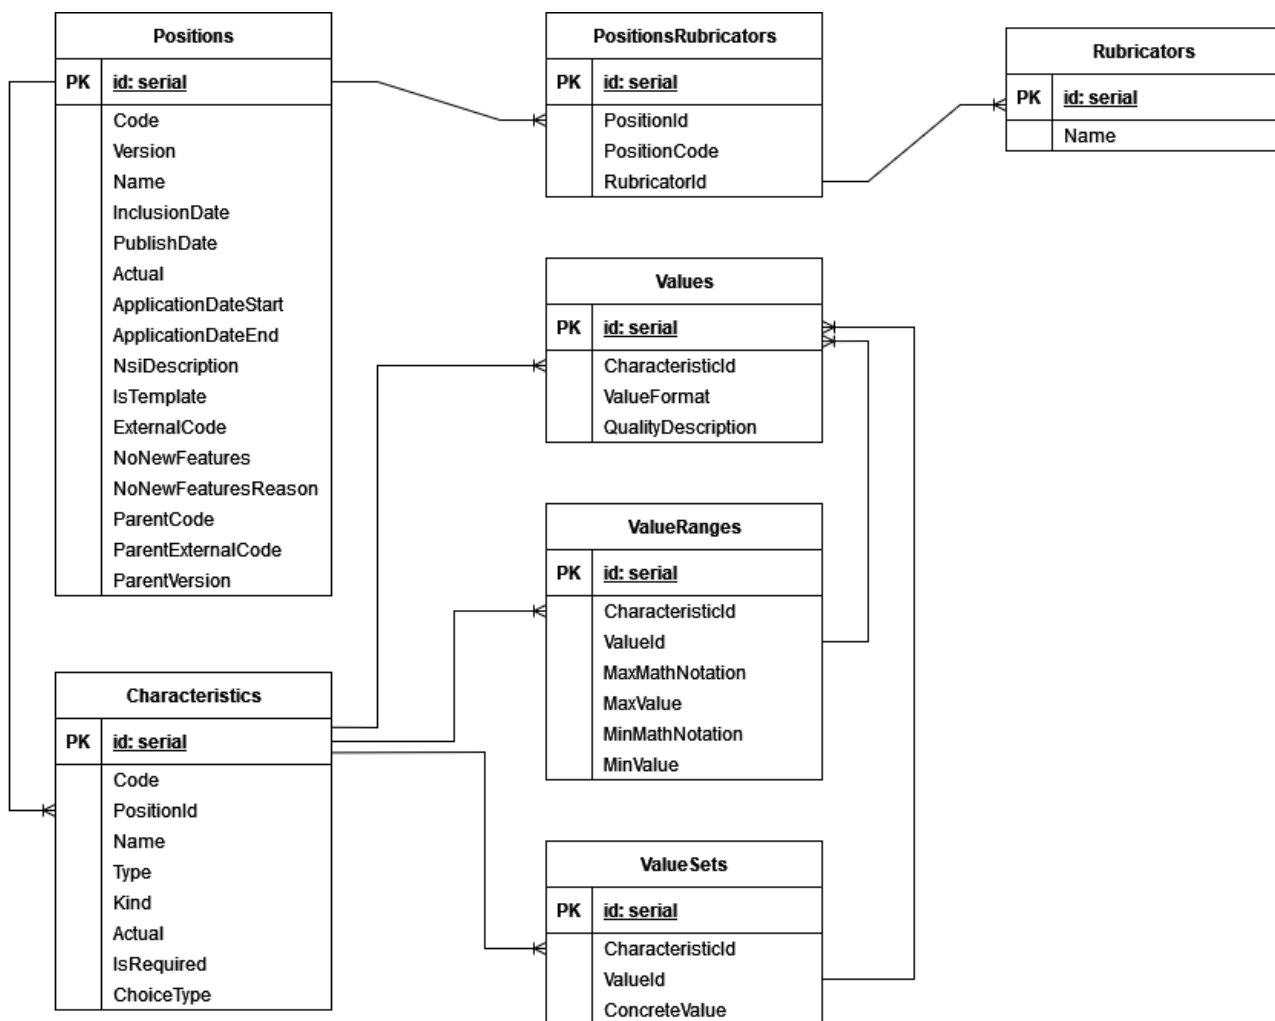 Positions
PK id: serial
Code
Version
Name
InclusionDate
PublishDate
Actual
ApplicationDateStart
ApplicationDateEnd
NsiDescription
IsTemplate
ExternalCode
NoNewFeatures
NoNewFeaturesReason
ParentCode
ParentExternalCode
ParentVersion
Characteristics
PK id: serial
Code
PositionId
Name
Type
Kind
Actual
IsRequired
ChoiceType
PositionsRubricators
PK id: serial
PositionId
PositionCode
RubricatorId
Values
PK id: serial
CharacteristicId
ValueFormat
QualityDescription
ValueRanges
PK id: serial
CharacteristicId
ValueId
MaxMathNotation
MaxValue
MinMathNotation
MinValue
ValueSets
PK id: serial
CharacteristicId
ValueId
ConcreteValue
Rubricators
PK id: serial
Name